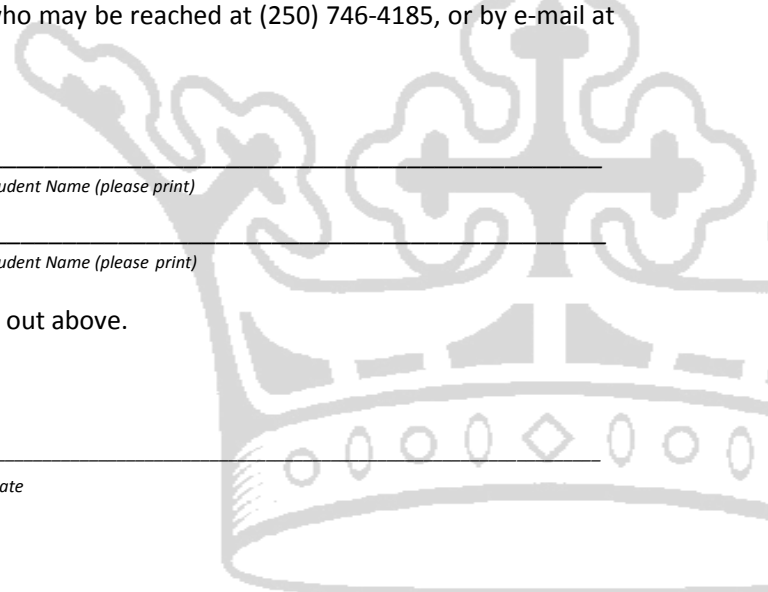 who may be reached at (250) 746-4185, or by e-mail at
udent Name (please print)
udent Name (please print)
out above.
ate